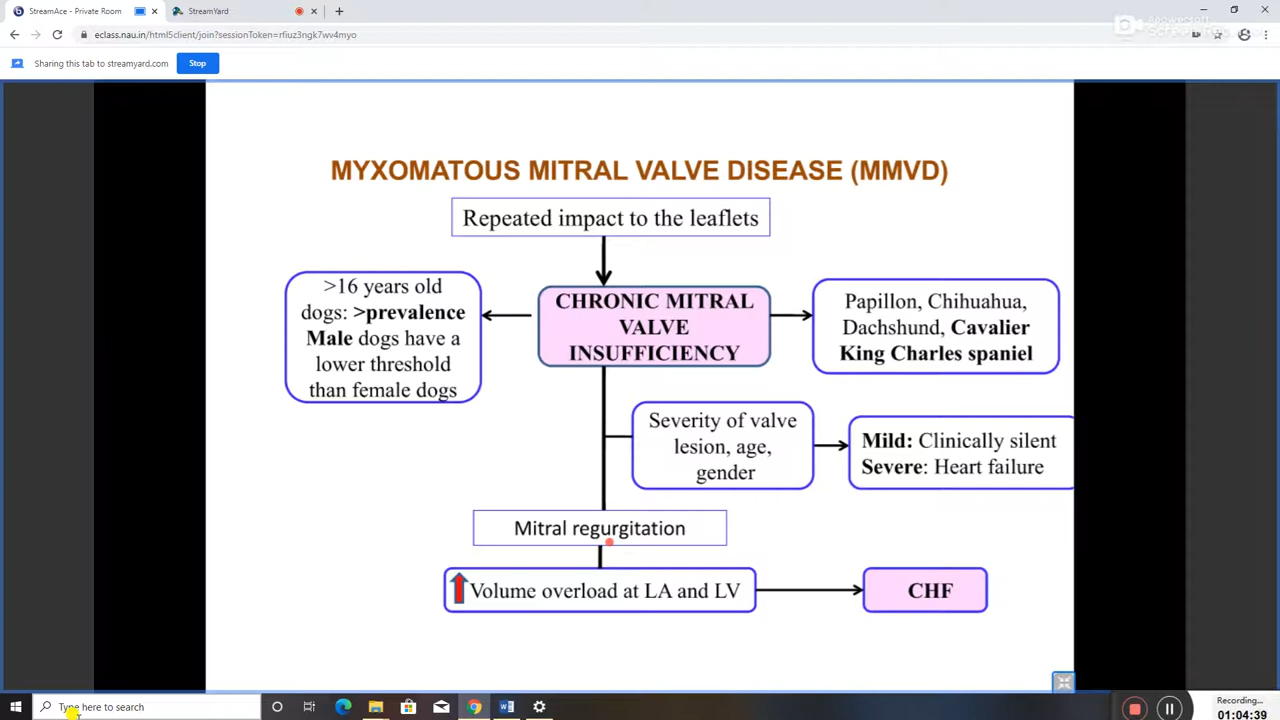 StreamAce - Private Room
StreamYard
eclass.nau.in/html5client/join?sessionToken=rfiuz3ngk7wv4myo
Sharing this tab to streamyard.com
Stop
MYXOMATOUS MITRAL VALVE DISEASE (MMVD)
Repeated impact to the leaflets
>16 years old
dogs: >prevalence
Male dogs have a
lower threshold
than female dogs
CHRONIC MITRAL
VALVE
INSUFFICIENCY
Papillon, Chihuahua,
Dachshund, Cavalier
King Charles spaniel
Severity of valve
lesion, age,
gender
Mild: Clinically silent
Severe: Heart failure
Mitral regurgitation
Volume overload at LA and LV
CHF
Type here to search
Recording...
01:04:39